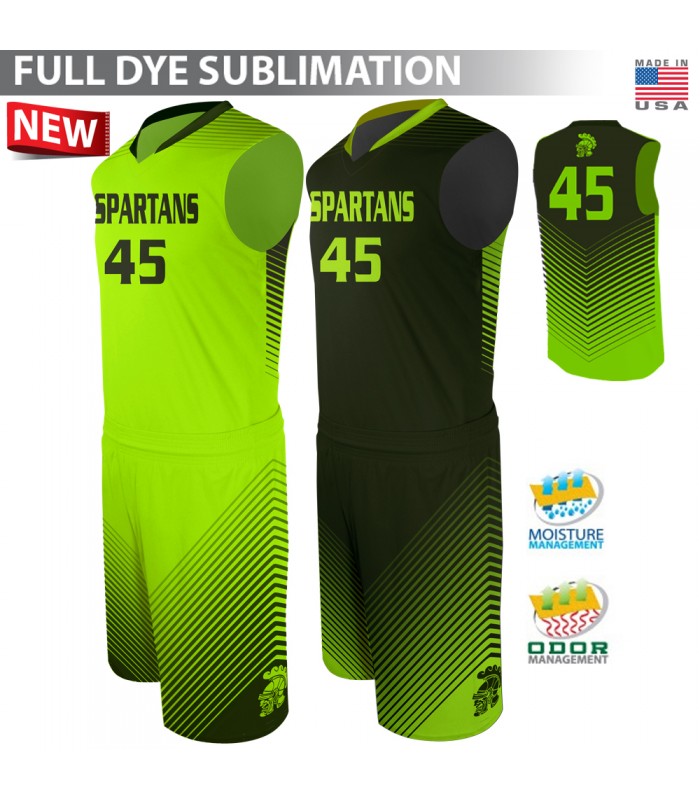 FULL DYE SUBLIMATION
MADE IN
USA
NEW
SPARTANS
45
SPARTANS
45
45
MOISTURE
MANAGEMENT
ODOR
MANAGEMENT